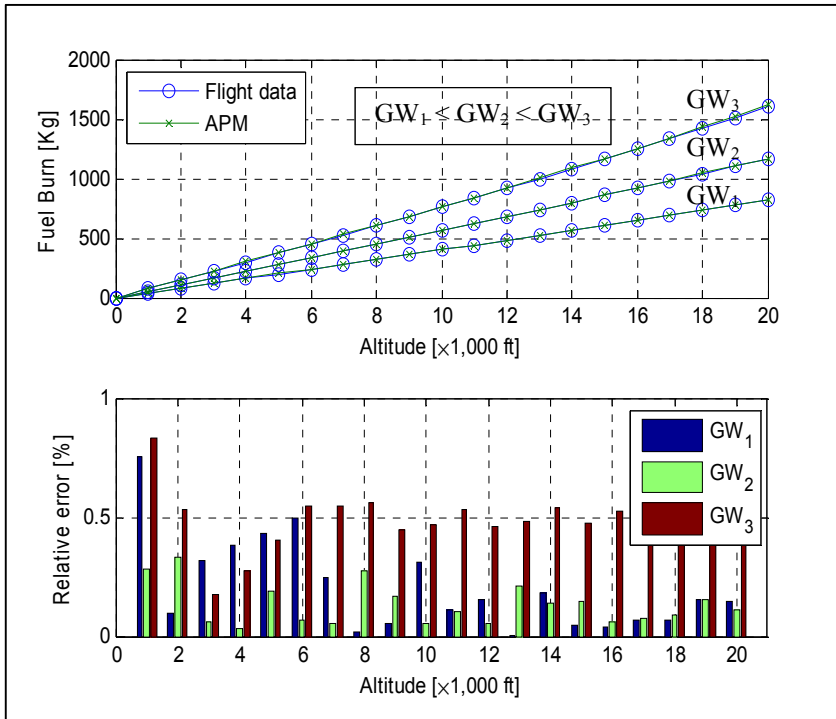 2000
1500
1000
500
0
Fuel Burn [Kg]
Flight data
APM
GW1 < GW2 < GW3
GW3
GW2
GW1
0 2 4 6 8 10 12 14 16 18 20
Altitude [×1,000 ft]
1
0.5
0
Relative error [%]
GW1
GW2
GW3
0 2 4 6 8 10 12 14 16 18 20
Altitude [×1,000 ft]